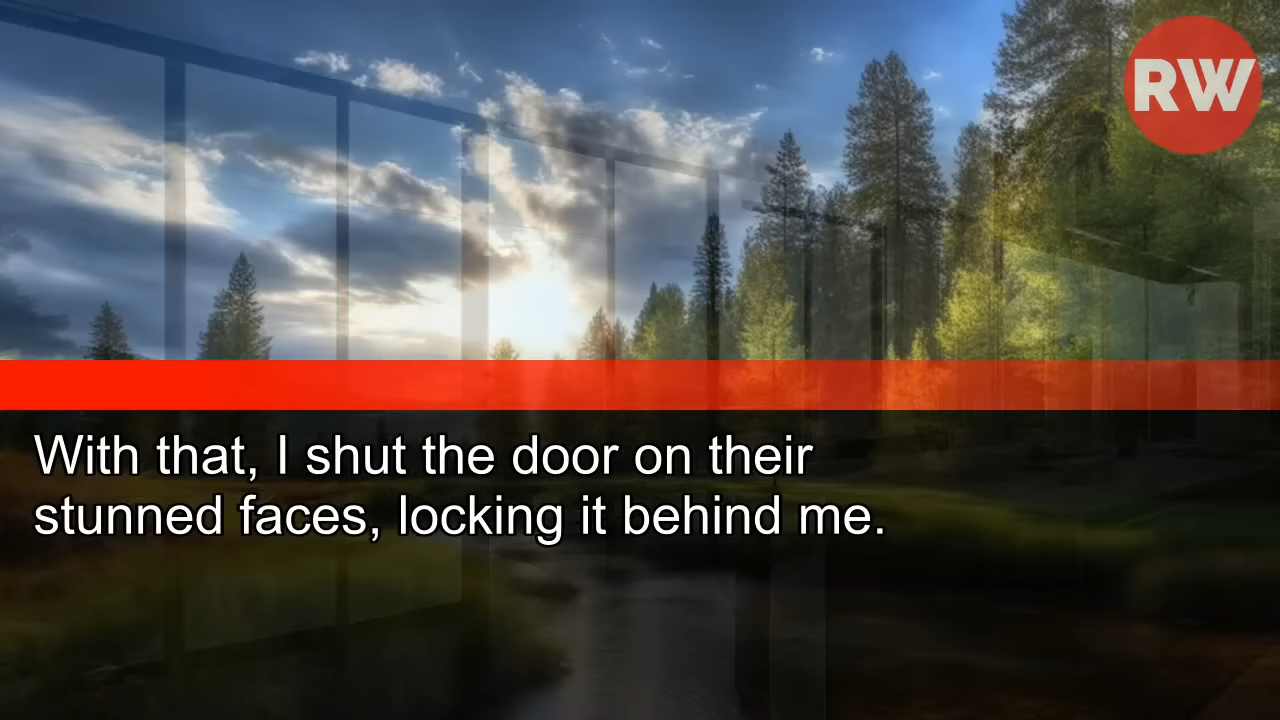 RW
With that, I shut the door on their
stunned faces, locking it behind me.